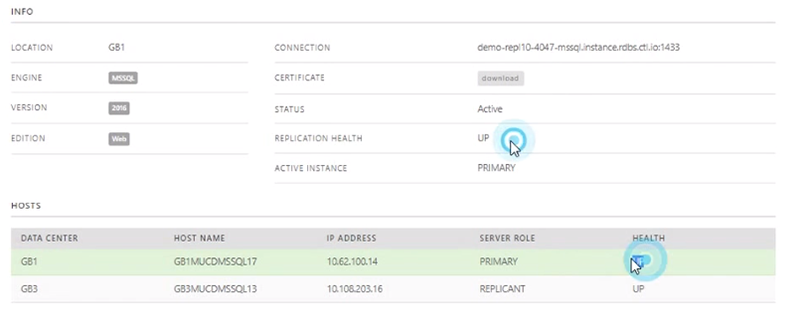 INFO
LOCATION GB1 CONNECTION demo-repl10-4047-mssql.instance.rdbs.ctl.io:1433
ENGINE MSSQL CERTIFICATE download
VERSION 2016 STATUS Active
EDITION Web REPLICATION HEALTH UP
ACTIVE INSTANCE PRIMARY
HOSTS
DATA CENTER HOST NAME IP ADDRESS SERVER ROLE HEALTH
GB1 GB1MUCDMSSQL17 10.62.100.14 PRIMARY
GB3 GB3MUCDMSSQL13 10.108.203.16 REPLICANT UP